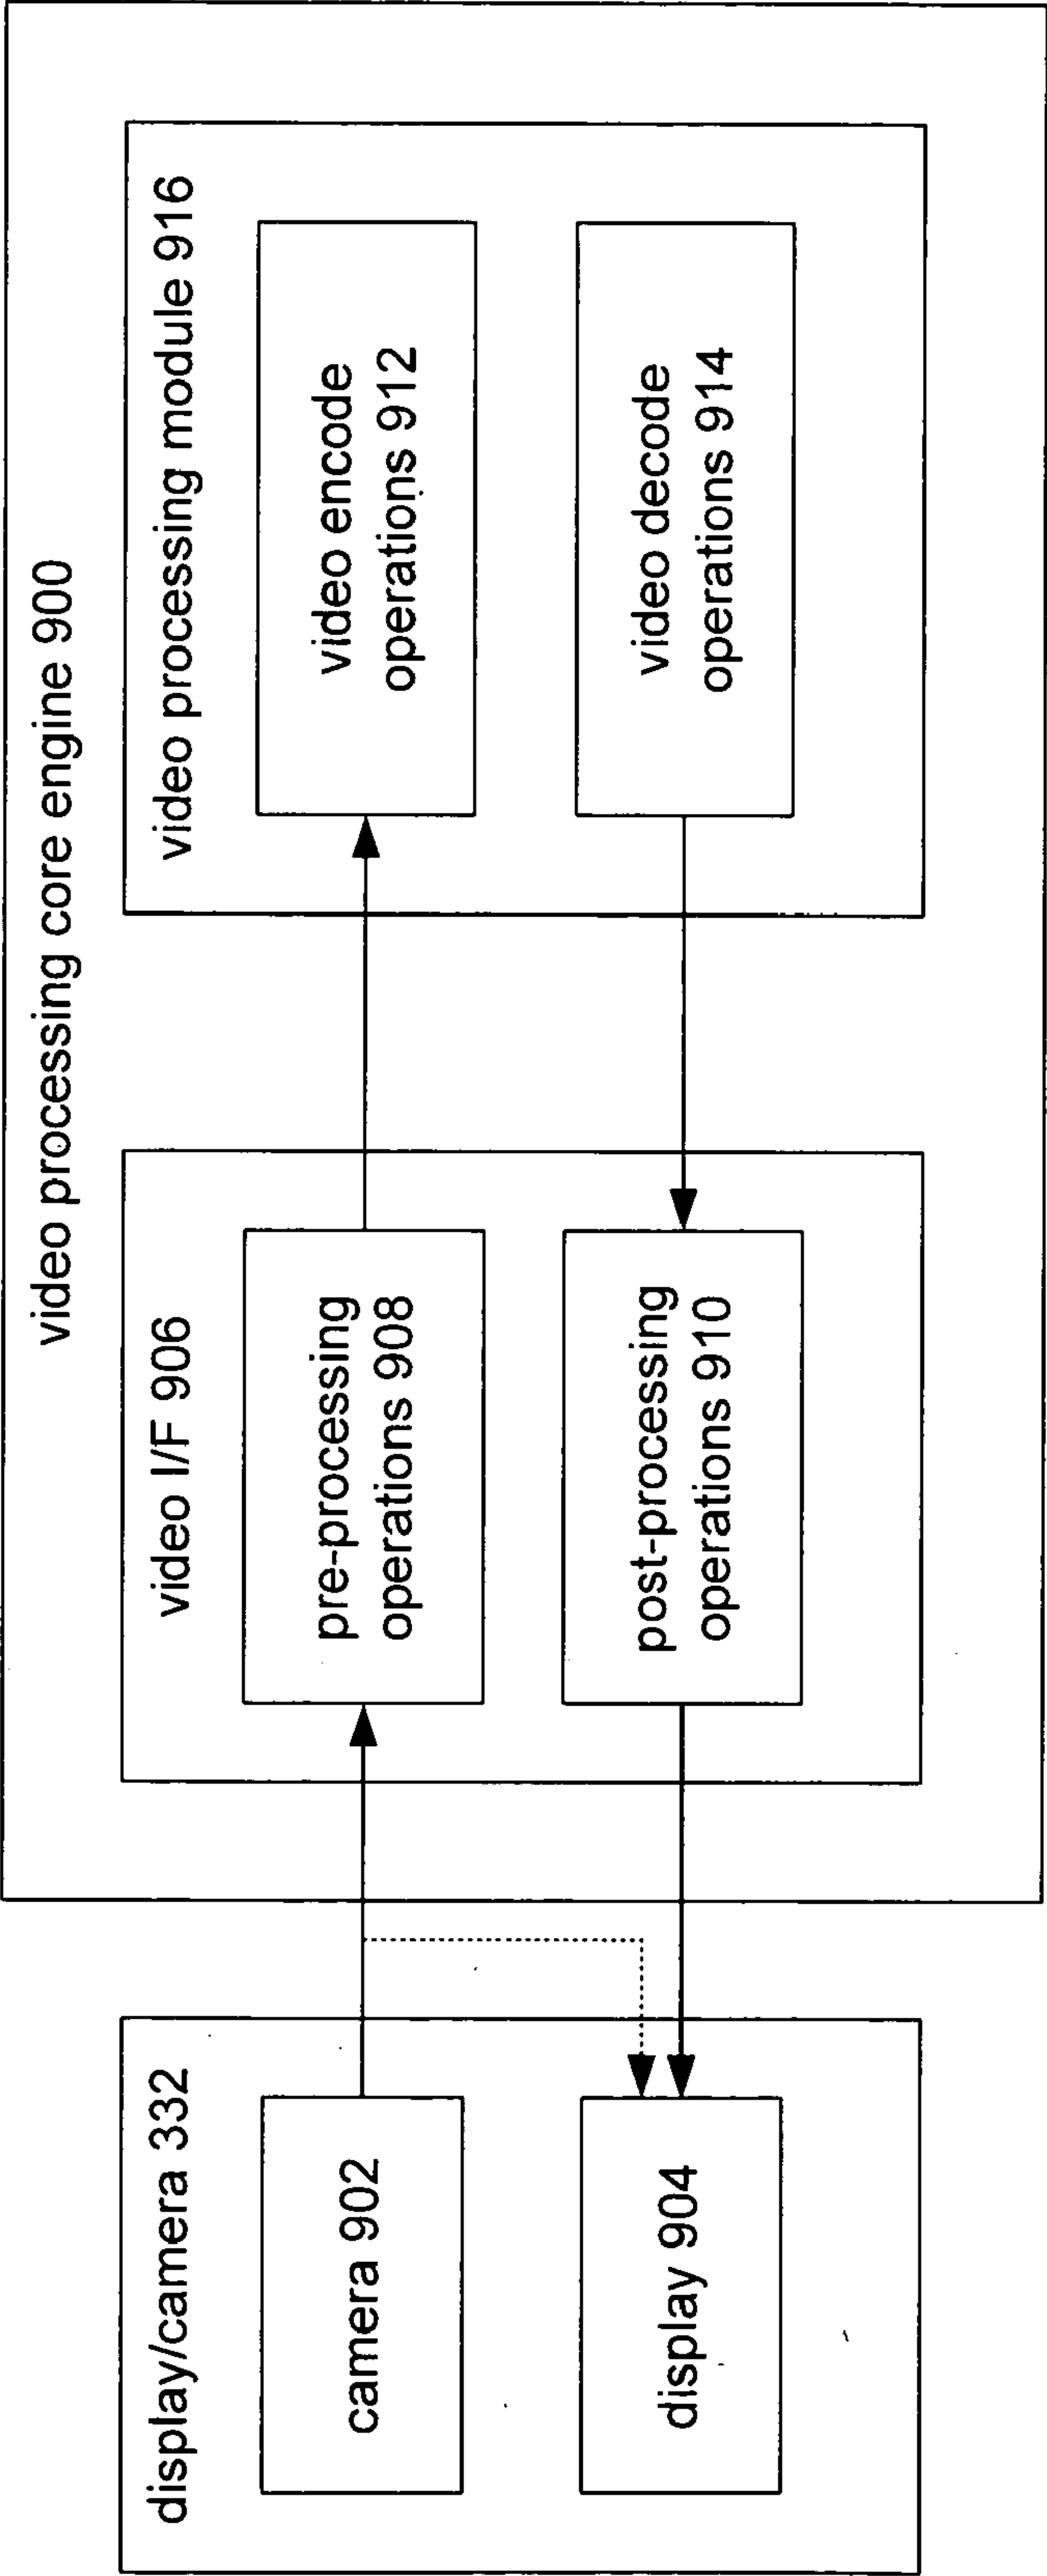 video processing core engine 900
display/camera 332
camera 902
display 904
video I/F 906
pre-processing
operations 908
post-processing
operations 910
video processing module 916
video encode
operations 912
video decode
operations 914